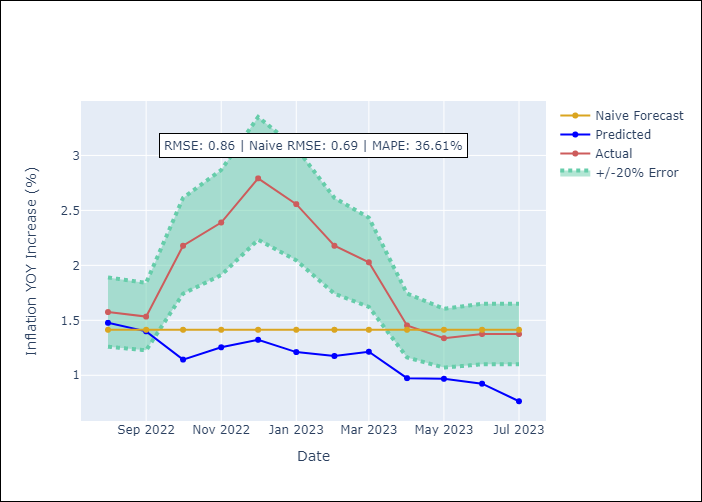 RMSE: 0.86 | Naive RMSE: 0.69 | MAPE: 36.61%
Naive Forecast
Predicted
Actual
+/-20% Error
Inflation YOY Increase (%)
3
2.5
2
1.5
1
Sep 2022 Nov 2022 Jan 2023 Mar 2023 May 2023 Jul 2023
Date